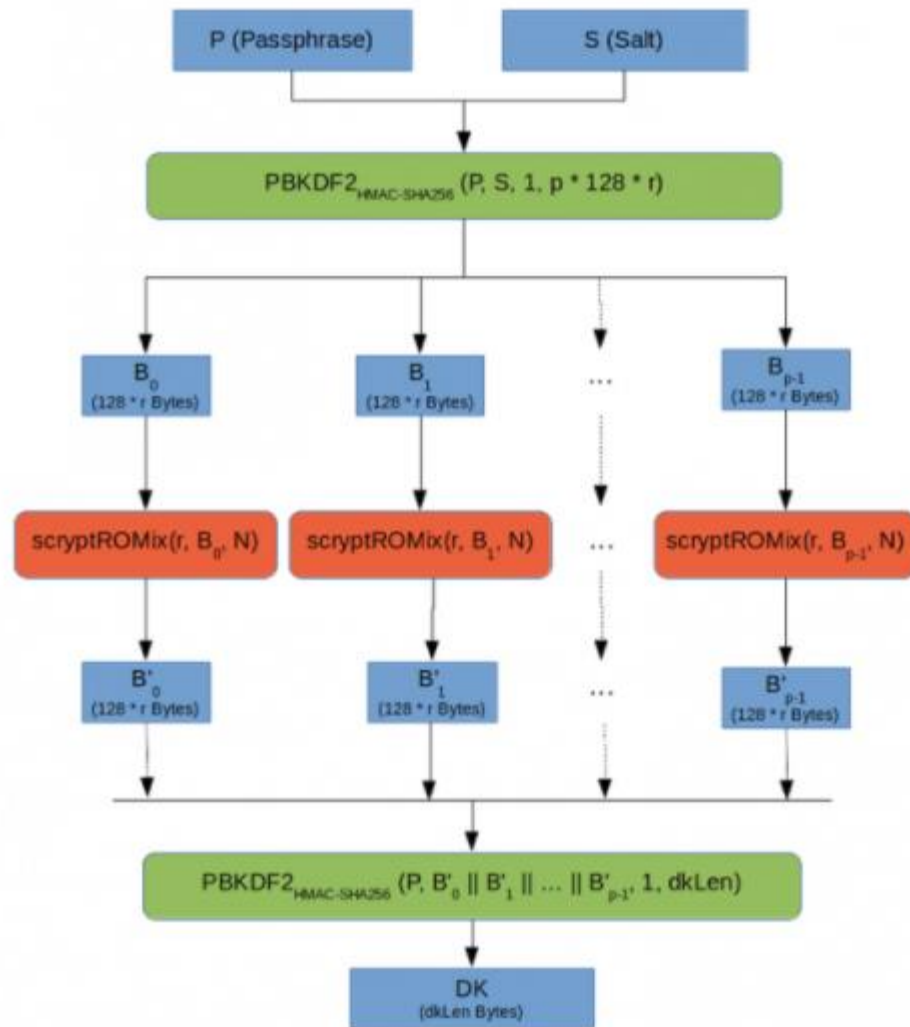 P (Passphrase)
S (Salt)
PBKDF2HMAC-SHA256 (P, S, 1, p * 128 * r)
B0
(128 * r Bytes)
B1
(128 * r Bytes)
...
Bp-1
(128 * r Bytes)
scryptROMix(r, B0, N)
scryptROMix(r, B1, N)
...
scryptROMix(r, Bp-1, N)
B'0
(128 * r Bytes)
B'1
(128 * r Bytes)
...
B'p-1
(128 * r Bytes)
PBKDF2HMAC-SHA256 (P, B'0 || B'1 || ... || B'p-1, 1, dkLen)
DK
(dkLen Bytes)